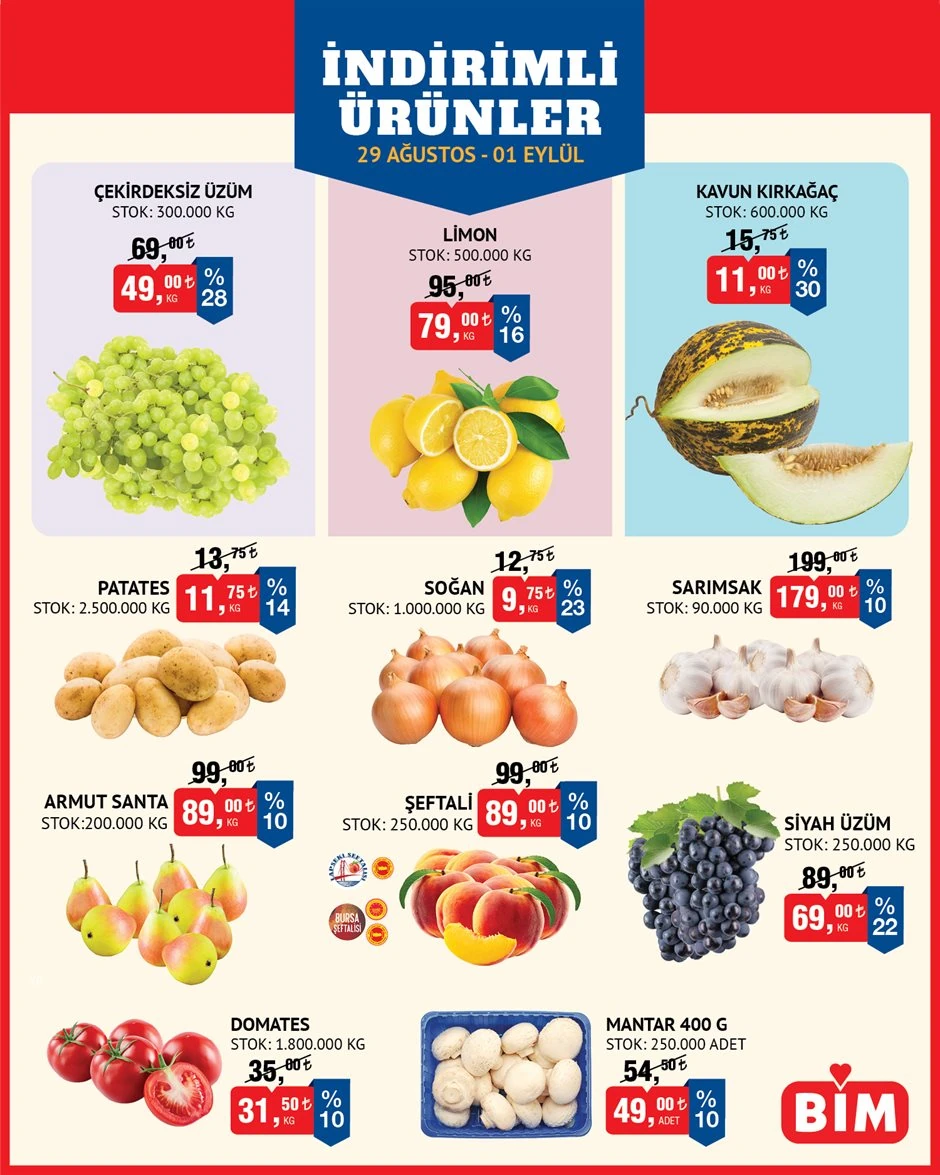 İNDİRİMLİ
ÜRÜNLER
29 AĞUSTOS - 01 EYLÜL
ÇEKİRDEKSİZ ÜZÜM
STOK: 300.000 KG
69,00₺
49,00₺ KG
% 28
LİMON
STOK: 500.000 KG
95,00₺
79,00₺ KG
% 16
KAVUN KIRKAĞAÇ
STOK: 600.000 KG
15,75₺
11,00₺ KG
% 30
PATATES
STOK: 2.500.000 KG
13,75₺
11,75₺ KG
% 14
SOĞAN
STOK: 1.000.000 KG
12,75₺
9,75₺ KG
% 23
SARIMSAK
STOK: 90.000 KG
199,00₺
179,00₺ KG
% 10
ARMUT SANTA
STOK:200.000 KG
99,00₺
89,00₺ KG
% 10
ŞEFTALİ
STOK: 250.000 KG
99,00₺
89,00₺ KG
% 10
LAPSEKİ ŞEFTALİSİ
BURSA
ŞEFTALİSİ
SİYAH ÜZÜM
STOK: 250.000 KG
89,00₺
69,00₺ KG
% 22
DOMATES
STOK: 1.800.000 KG
35,00₺
31,50₺ KG
% 10
MANTAR 400 G
STOK: 250.000 ADET
54,50₺
49,00₺ ADET
% 10
BİM